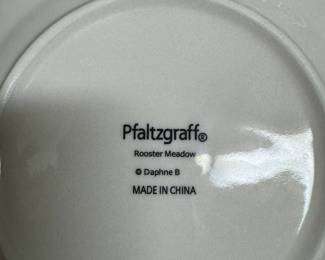 Pfaltzgraff®
Rooster Meadow
© Daphne B
MADE IN CHINA